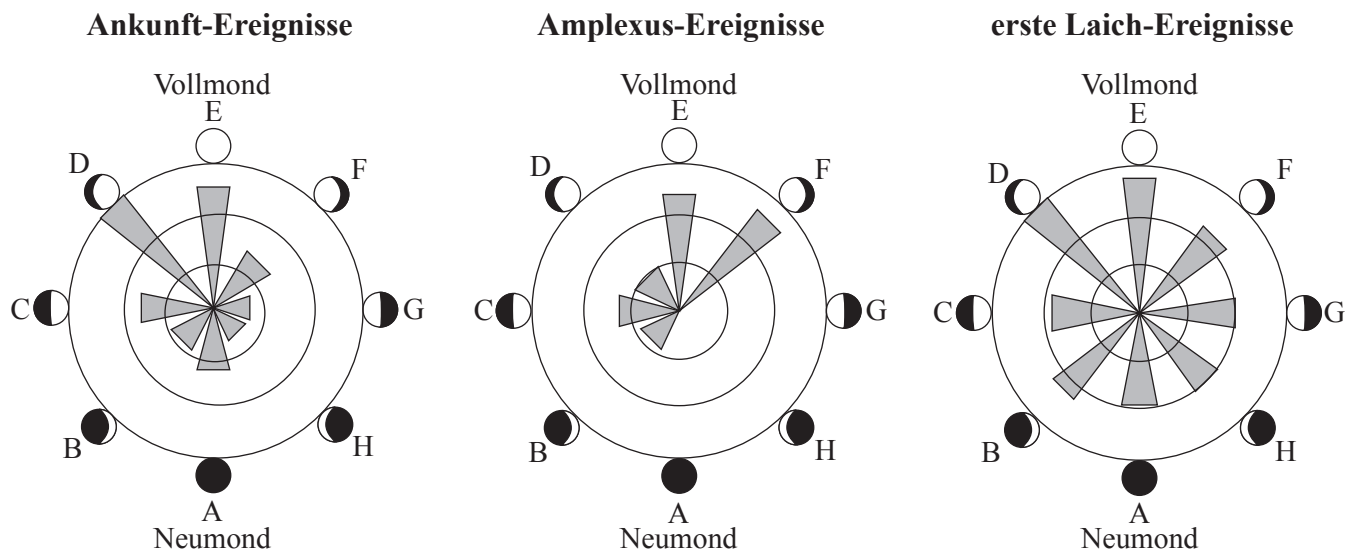 Ankunft-Ereignisse
Vollmond
E
D
F
C
G
B
H
A
Neumond
Amplexus-Ereignisse
Vollmond
E
D
F
C
G
B
H
A
Neumond
erste Laich-Ereignisse
Vollmond
E
D
F
C
G
B
H
A
Neumond